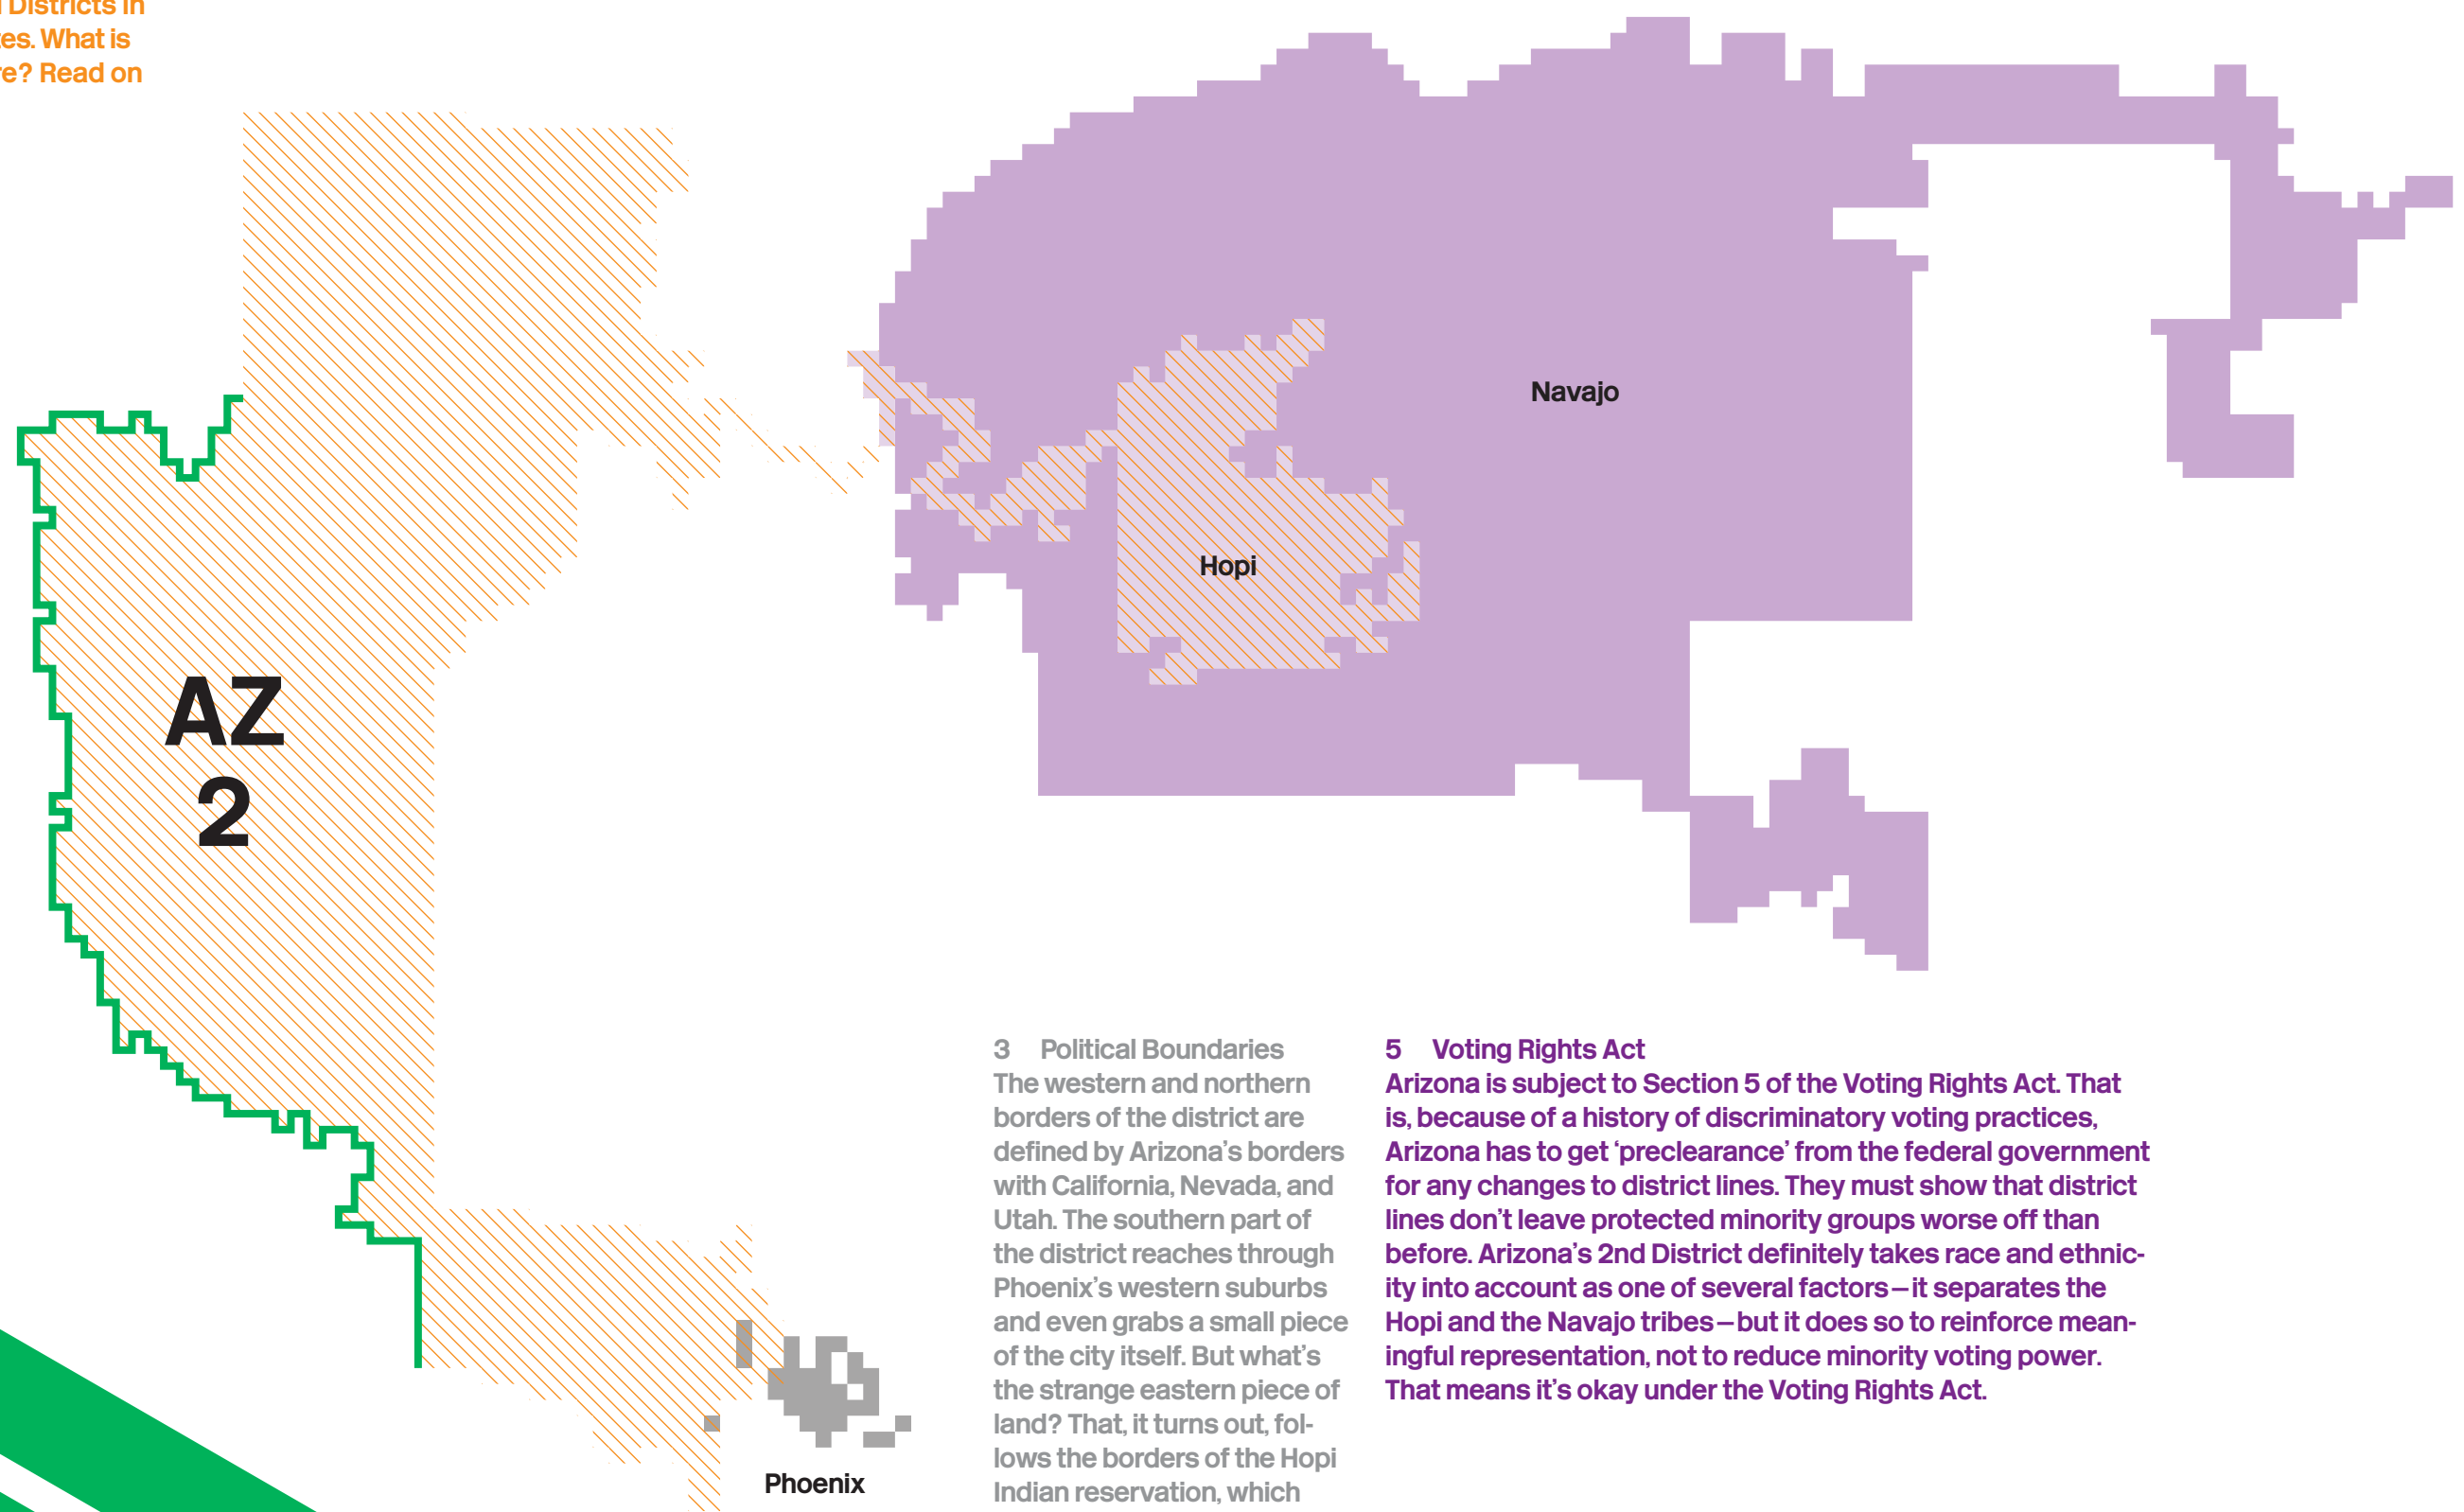 Districts in
es. What is
re? Read on
Navajo
Hopi
AZ
2
Phoenix
3 Political Boundaries
The western and northern
borders of the district are
defined by Arizona’s borders
with California, Nevada, and
Utah. The southern part of
the district reaches through
Phoenix’s western suburbs
and even grabs a small piece
of the city itself. But what’s
the strange eastern piece of
land? That, it turns out, fol-
lows the borders of the Hopi
Indian reservation, which
5 Voting Rights Act
Arizona is subject to Section 5 of the Voting Rights Act. That
is, because of a history of discriminatory voting practices,
Arizona has to get ‘preclearance’ from the federal government
for any changes to district lines. They must show that district
lines don’t leave protected minority groups worse off than
before. Arizona’s 2nd District definitely takes race and ethnic-
ity into account as one of several factors—it separates the
Hopi and the Navajo tribes—but it does so to reinforce mean-
ingful representation, not to reduce minority voting power.
That means it’s okay under the Voting Rights Act.